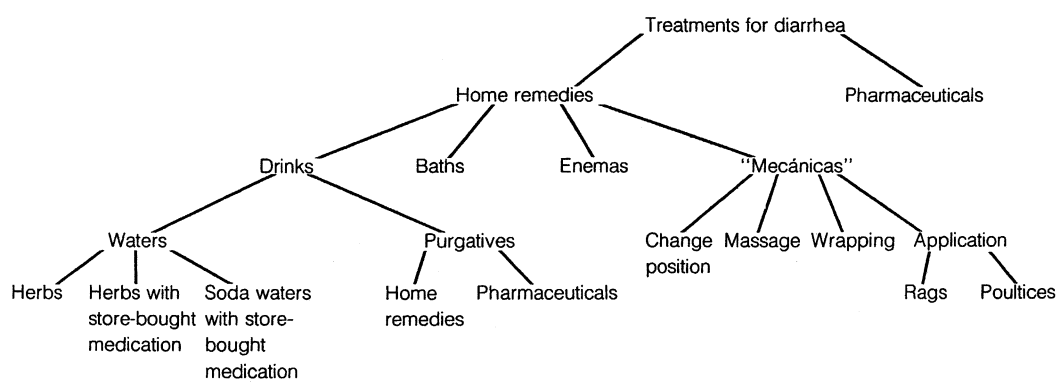 Treatments for diarrhea
Home remedies
Pharmaceuticals
Drinks
Baths
Enemas
"Mecánicas"
Waters
Purgatives
Change
position
Massage
Wrapping
Application
Herbs
Herbs with
store-bought
medication
Soda waters
with store-
bought
medication
Home
remedies
Pharmaceuticals
Rags
Poultices